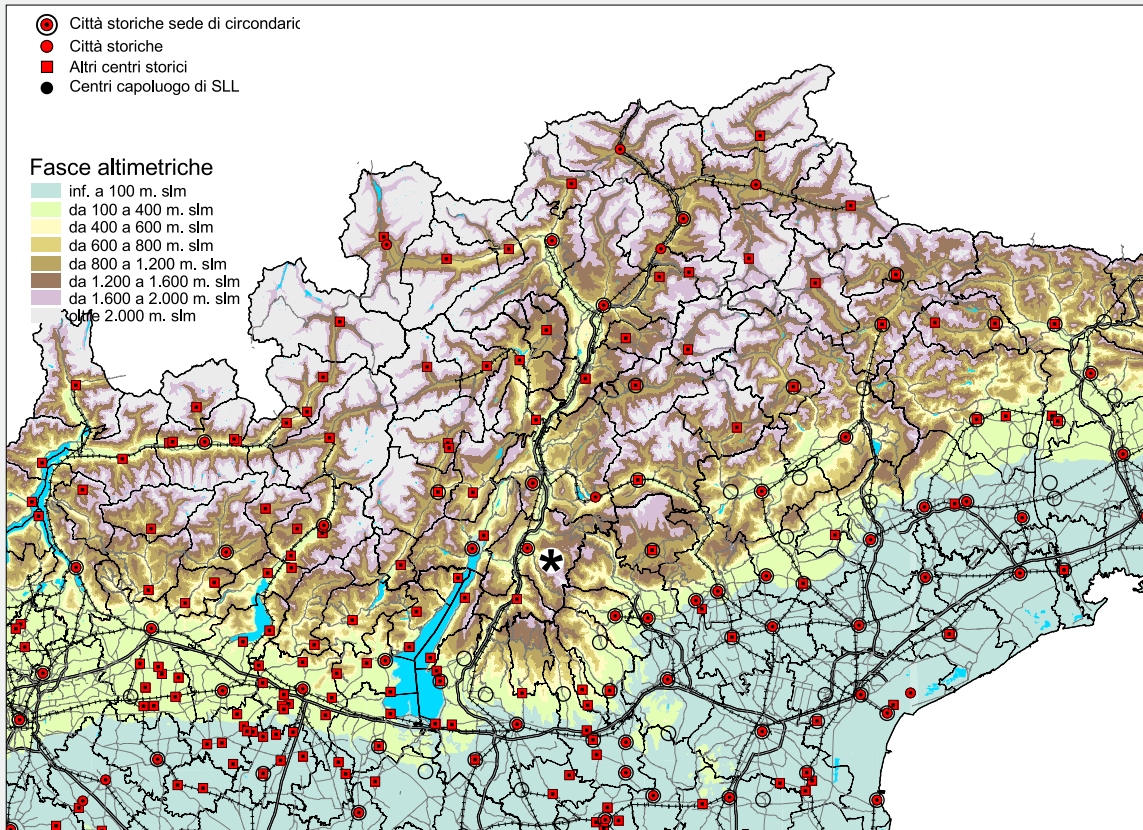 Città storiche sede di circondaric
Città storiche
Altri centri storici
Centri capoluogo di SLL
Fasce altimetriche
inf. a 100 m. slm
da 100 a 400 m. slm
da 400 a 600 m. slm
da 600 a 800 m. slm
da 800 a 1.200 m. slm
da 1.200 a 1.600 m. slm
da 1.600 a 2.000 m. slm
oltre 2.000 m. slm
*